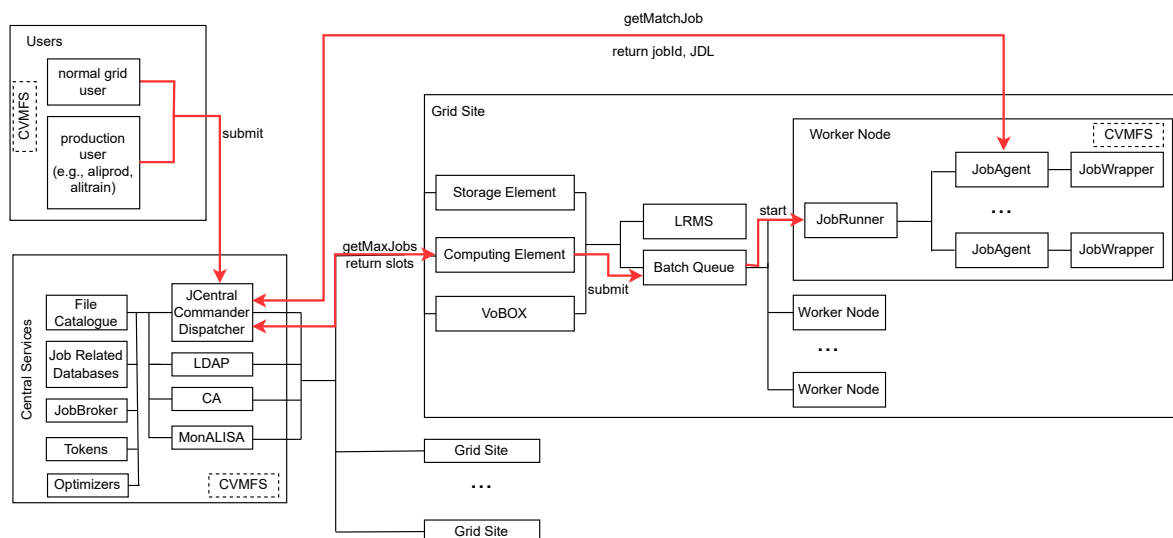 getMatchJob
return jobId, JDL
Users
CVMFS
normal grid
user
production
user
(e.g., aliprod,
alitrain)
submit
Grid Site
Storage Element
Computing Element
VoBOX
getMaxJobs
return slots
submit
LRMS
Batch Queue
start
Worker Node
CVMFS
JobRunner
JobAgent
JobWrapper
...
JobAgent
JobWrapper
Worker Node
...
Worker Node
Central Services
File
Catalogue
Job Related
Databases
JobBroker
Tokens
Optimizers
JCentral
Commander
Dispatcher
LDAP
CA
MonALISA
CVMFS
Grid Site
...
Grid Site